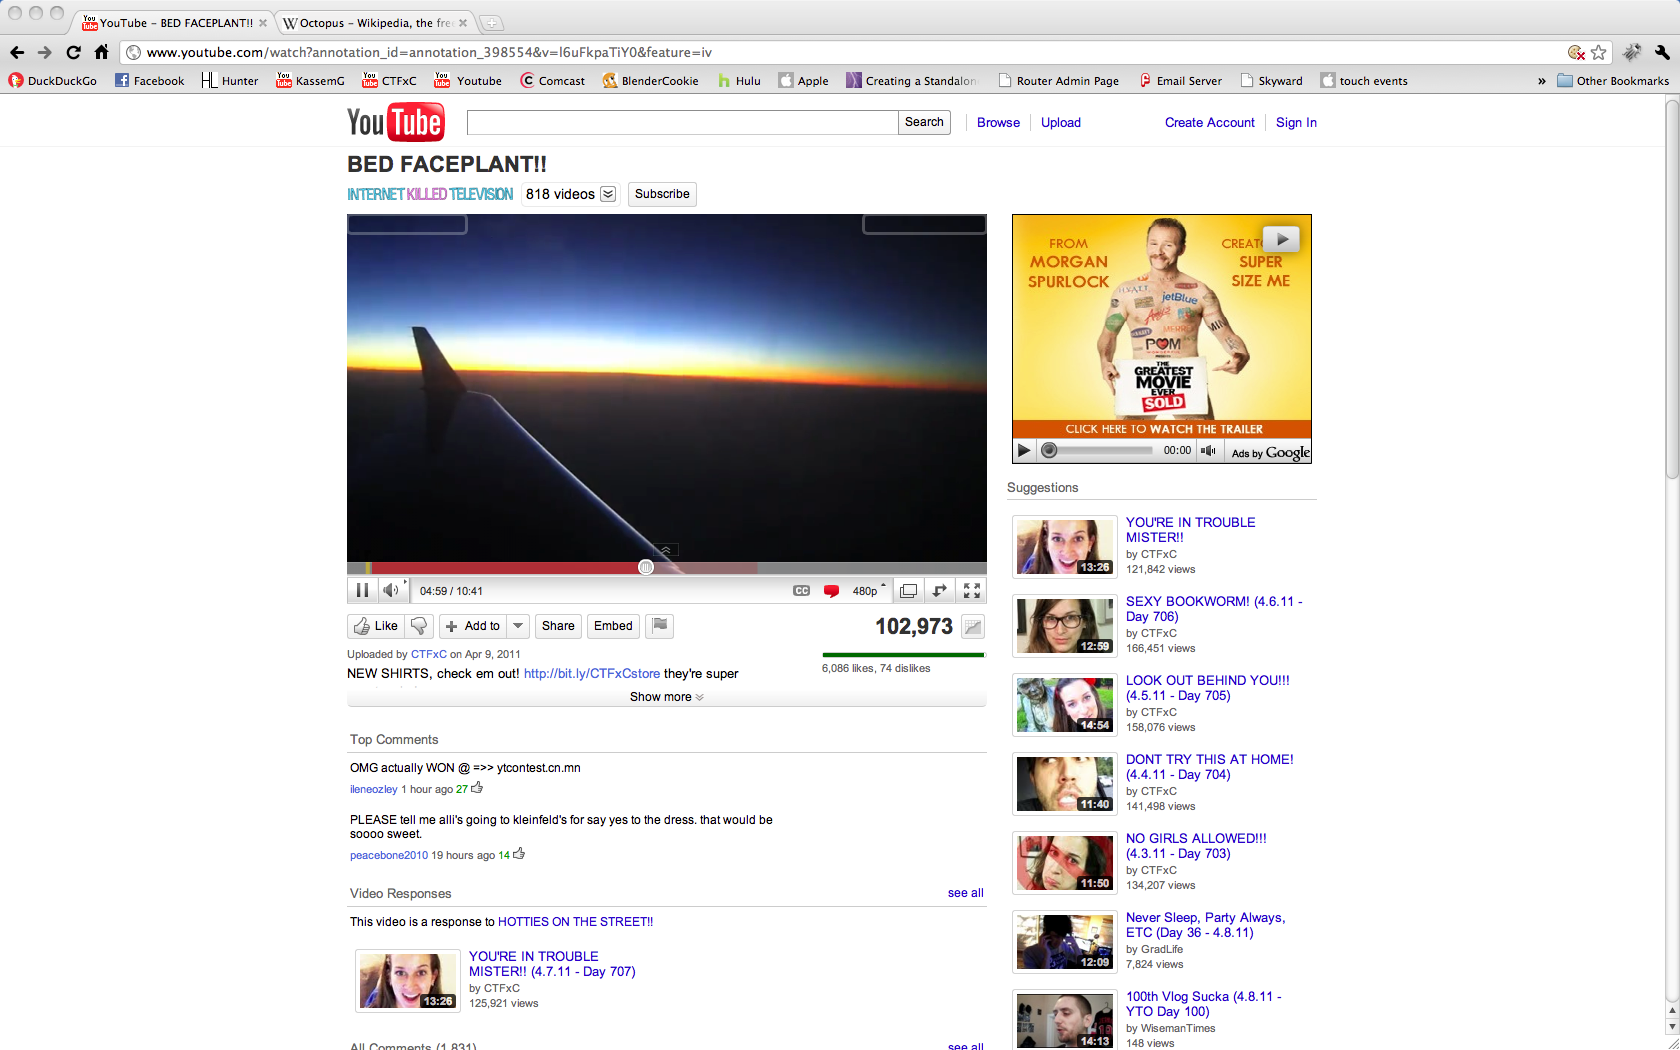 YouTube – BED FACEPLANT!!
Octopus – Wikipedia, the free
www.youtube.com/watch?annotation_id=annotation_398554&v=I6uFkpaTiY0&feature=iv
DuckDuckGo Facebook Hunter KassemG CTFxC Youtube Comcast BlenderCookie Hulu Apple Creating a Standalon Router Admin Page Email Server Skyward touch events » Other Bookmarks
YouTube Search Browse Upload Create Account Sign In
BED FACEPLANT!!
INTERNET KILLED TELEVISION 818 videos Subscribe
FROM
MORGAN
SPURLOCK
CREATO
SUPER
SIZE ME
HYATT
jetBlue
MERRE
MINI
POM
THE
GREATEST
MOVIE
EVER
SOLD
CLICK HERE TO WATCH THE TRAILER
00:00 Ads by Google
04:59 / 10:41 CC 480p
Like Add to Share Embed 102,973
Uploaded by CTFxC on Apr 9, 2011
6,086 likes, 74 dislikes
NEW SHIRTS, check em out! http://bit.ly/CTFxCstore they're super
Show more
Top Comments
OMG actually WON @ =>> ytcontest.cn.mn
ileneozley 1 hour ago 27
PLEASE tell me alli's going to kleinfeld's for say yes to the dress. that would be
soooo sweet.
peacebone2010 19 hours ago 14
Video Responses see all
This video is a response to HOTTIES ON THE STREET!!
YOU'RE IN TROUBLE
MISTER!! (4.7.11 - Day 707)
by CTFxC
125,921 views
13:26
All Comments (1,831) see all
Suggestions
YOU'RE IN TROUBLE
MISTER!!
by CTFxC
121,842 views
13:26
SEXY BOOKWORM! (4.6.11 -
Day 706)
by CTFxC
166,451 views
12:59
LOOK OUT BEHIND YOU!!!
(4.5.11 - Day 705)
by CTFxC
158,076 views
14:54
DONT TRY THIS AT HOME!
(4.4.11 - Day 704)
by CTFxC
141,498 views
11:40
NO GIRLS ALLOWED!!!
(4.3.11 - Day 703)
by CTFxC
134,207 views
11:50
Never Sleep, Party Always,
ETC (Day 36 - 4.8.11)
by GradLife
7,824 views
12:09
100th Vlog Sucka (4.8.11 -
YTO Day 100)
by WisemanTimes
148 views
14:13